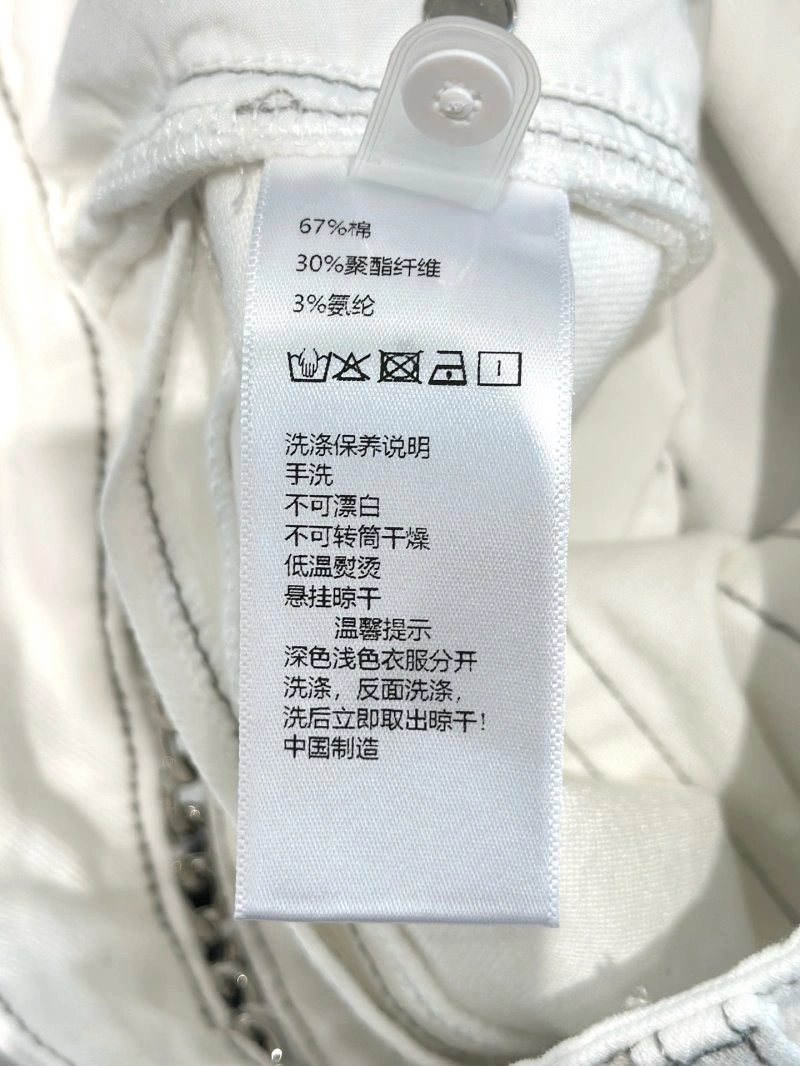 67%棉
30%聚酯纤维
3%氨纶
洗涤保养说明
手洗
不可漂白
不可转筒干燥
低温熨烫
悬挂晾干
温馨提示
深色浅色衣服分开
洗涤，反面洗涤，
洗后立即取出晾干！
中国制造